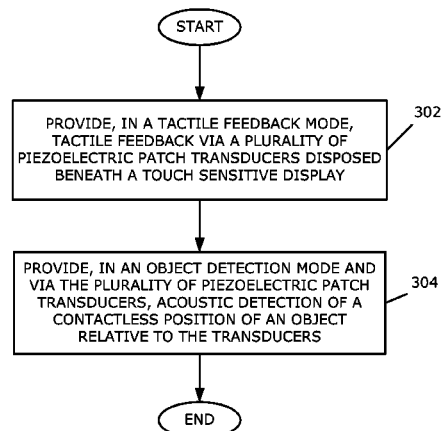 START
302
PROVIDE, IN A TACTILE FEEDBACK MODE,
TACTILE FEEDBACK VIA A PLURALITY OF
PIEZOELECTRIC PATCH TRANSDUCERS DISPOSED
BENEATH A TOUCH SENSITIVE DISPLAY
304
PROVIDE, IN AN OBJECT DETECTION MODE AND
VIA THE PLURALITY OF PIEZOELECTRIC PATCH
TRANSDUCERS, ACOUSTIC DETECTION OF A
CONTACTLESS POSITION OF AN OBJECT
RELATIVE TO THE TRANSDUCERS
END